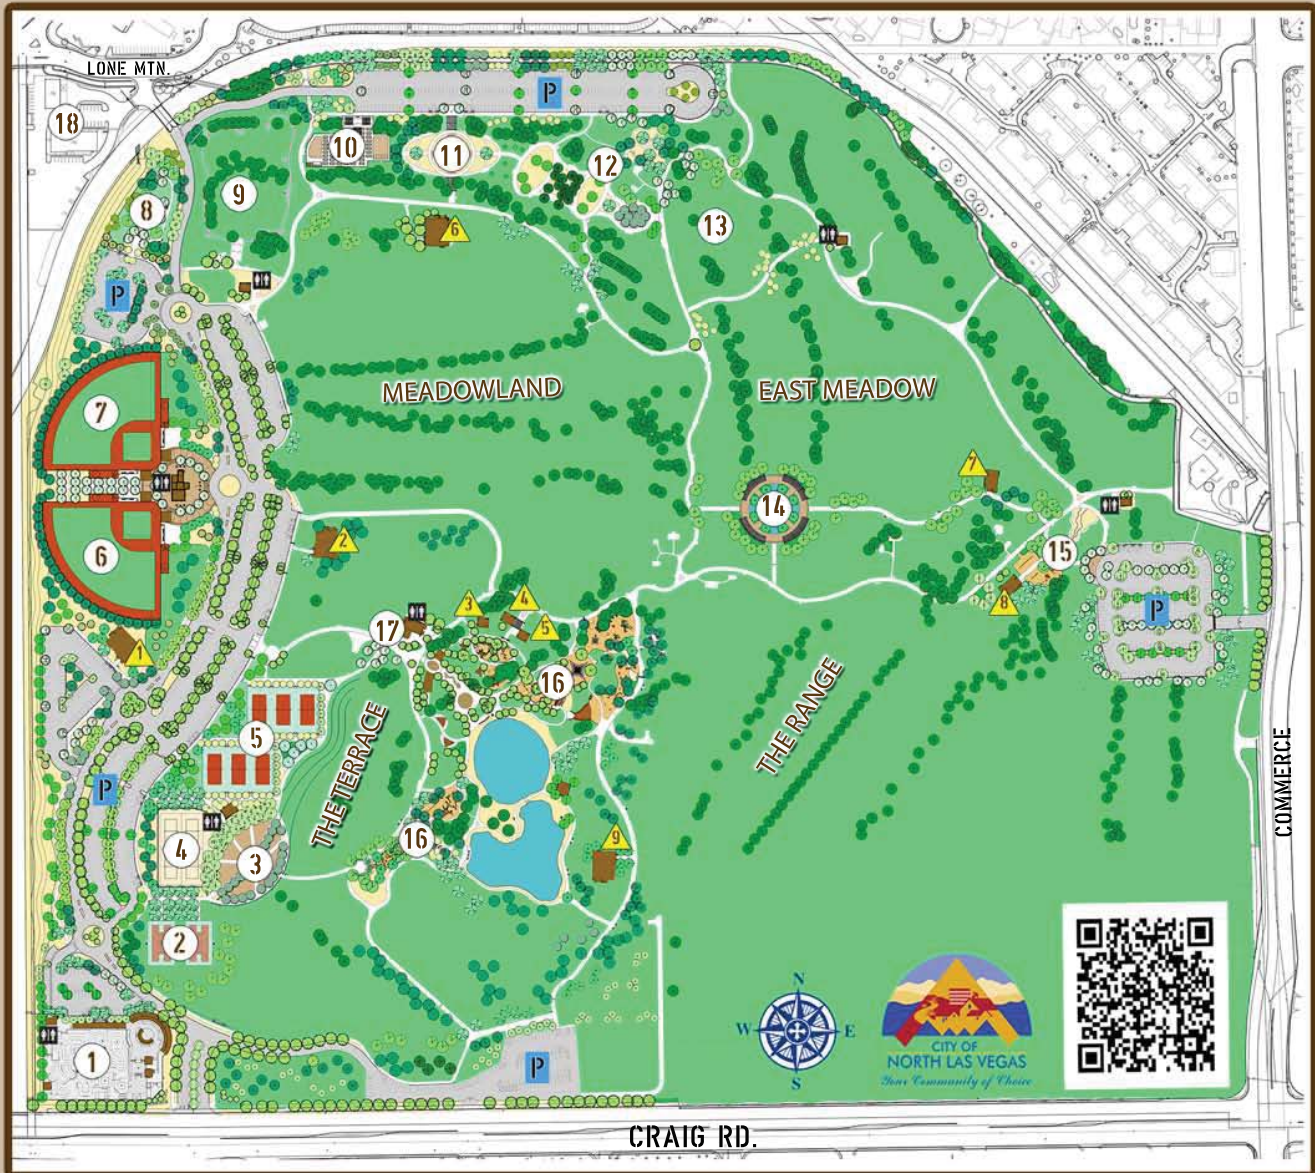 LONE MTN.
P
18
10
11
12
9
8
13
6
P
MEADOWLAND
EAST MEADOW
7
7
14
2
6
15
8
P
3
4
5
17
1
16
THE RANGE
5
THE TERRACE
COMMERCE
P
4
3
16
9
2
N
W
E
S
CITY OF
NORTH LAS VEGAS
Your Community of Choice
1
P
CRAIG RD.